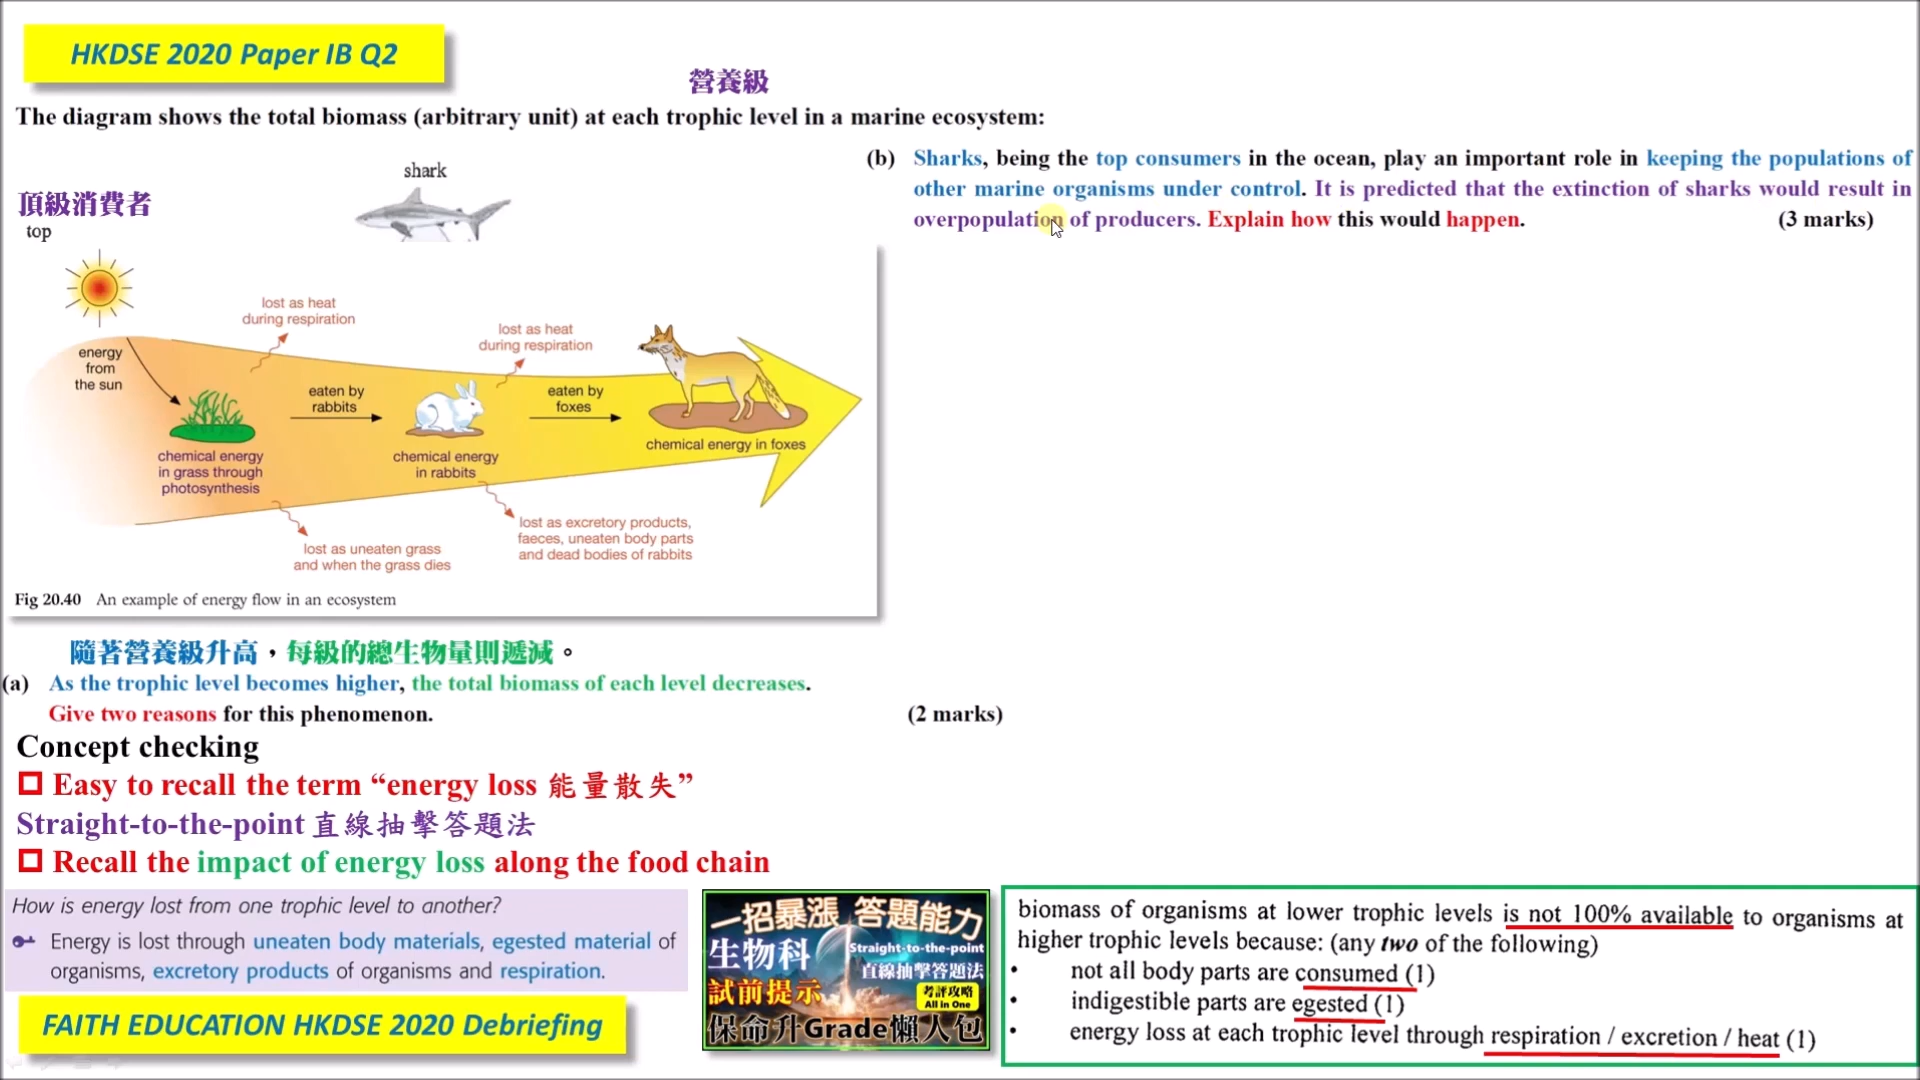 HKDSE 2020 Paper IB Q2
營養級
The diagram shows the total biomass (arbitrary unit) at each trophic level in a marine ecosystem:
shark
頂級消費者
top
energy
from
the sun
lost as heat
during respiration
lost as heat
during respiration
eaten by
rabbits
eaten by
foxes
chemical energy
in grass through
photosynthesis
chemical energy
in rabbits
chemical energy in foxes
lost as uneaten grass
and when the grass dies
lost as excretory products,
faeces, uneaten body parts
and dead bodies of rabbits
Fig 20.40 An example of energy flow in an ecosystem
隨著營養級升高，每級的總生物量則遞減。
(a) As the trophic level becomes higher, the total biomass of each level decreases.
Give two reasons for this phenomenon. (2 marks)
Concept checking
Easy to recall the term “energy loss 能量散失”
Straight-to-the-point 直線抽擊答題法
Recall the impact of energy loss along the food chain
How is energy lost from one trophic level to another?
Energy is lost through uneaten body materials, egested material of
organisms, excretory products of organisms and respiration.
FAITH EDUCATION HKDSE 2020 Debriefing
一招暴漲 答題能力
生物科
Straight-to-the-point
直線抽擊答題法
試前提示
考評攻略
All in One
保命升Grade懶人包
(b) Sharks, being the top consumers in the ocean, play an important role in keeping the populations of
other marine organisms under control. It is predicted that the extinction of sharks would result in
overpopulation of producers. Explain how this would happen. (3 marks)
biomass of organisms at lower trophic levels is not 100% available to organisms at
higher trophic levels because: (any two of the following)
• not all body parts are consumed (1)
• indigestible parts are egested (1)
• energy loss at each trophic level through respiration / excretion / heat (1)